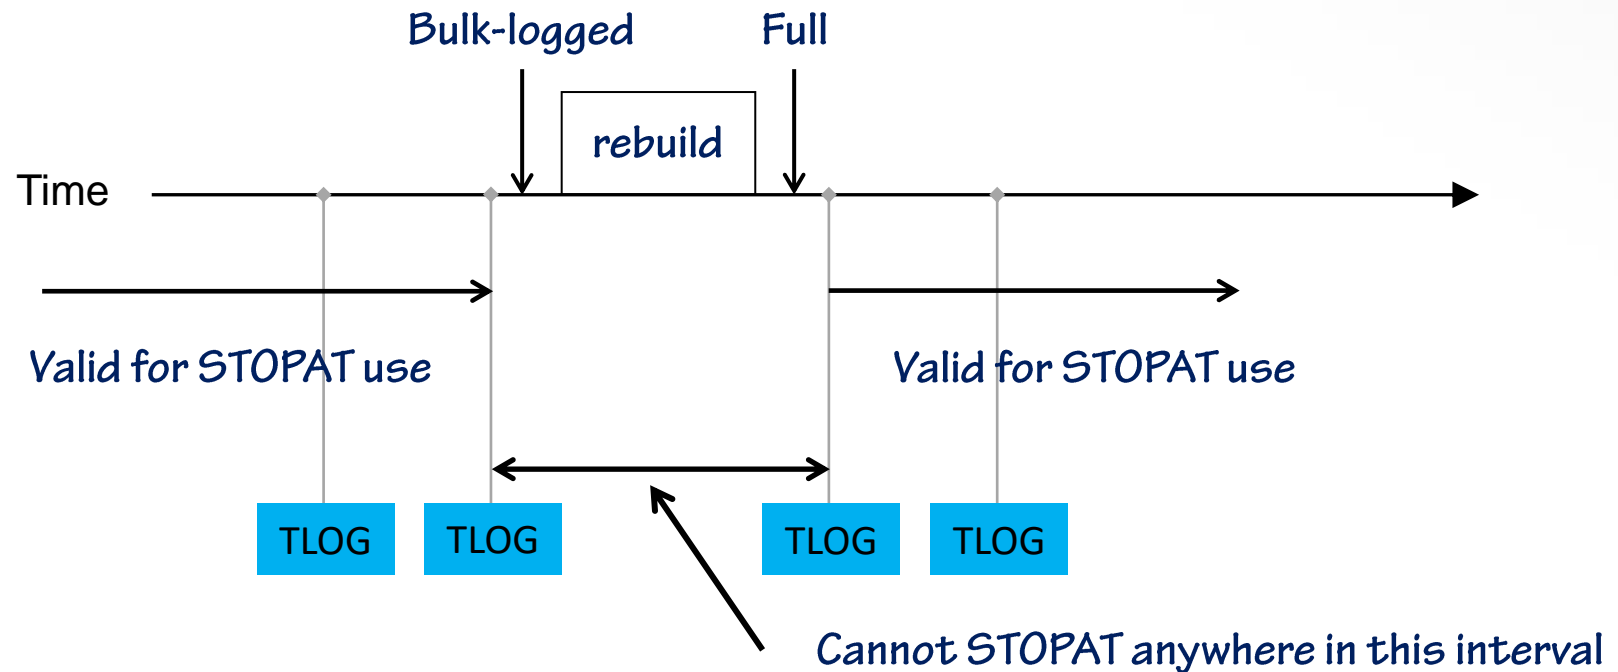 Bulk-logged
Full
rebuild
Time
Valid for STOPAT use
Valid for STOPAT use
TLOG
TLOG
TLOG
TLOG
Cannot STOPAT anywhere in this interval